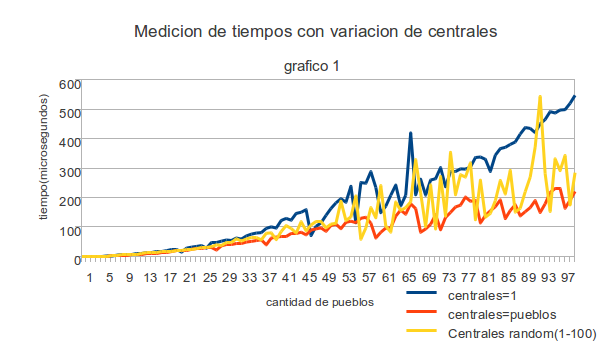 Medicion de tiempos con variacion de centrales
grafico 1
tiempo(microsegundos)
600
500
400
300
200
100
0
1 5 9 13 17 21 25 29 33 37 41 45 49 53 57 61 65 69 73 77 81 85 89 93 97
cantidad de pueblos
centrales=1
centrales=pueblos
Centrales random(1-100)